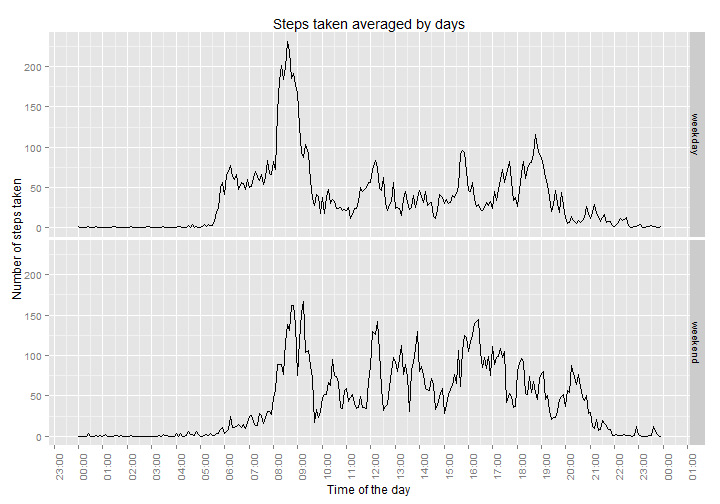 Steps taken averaged by days
Number of steps taken
200
150
100
50
0
weekday
200
150
100
50
0
weekend
23:00 00:00 01:00 02:00 03:00 04:00 05:00 06:00 07:00 08:00 09:00 10:00 11:00 12:00 13:00 14:00 15:00 16:00 17:00 18:00 19:00 20:00 21:00 22:00 23:00 00:00 01:00
Time of the day